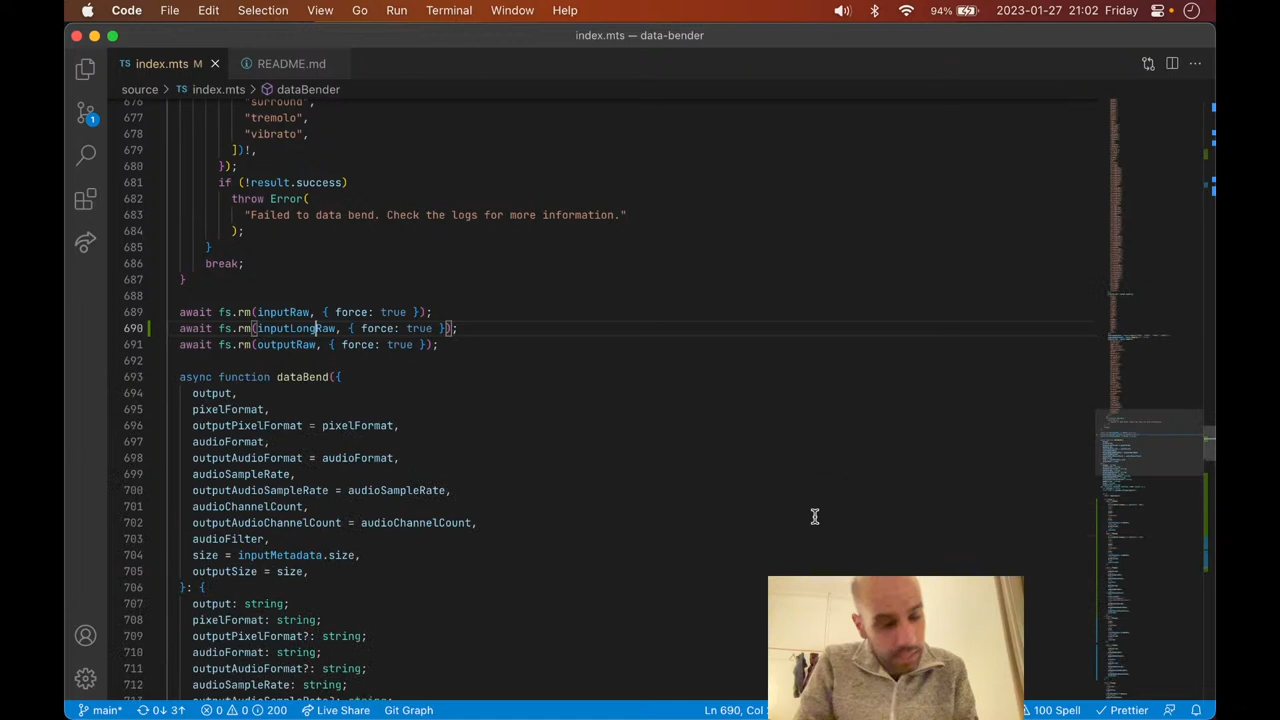 Code File Edit Selection View Go Run Terminal Window Help 94% 2023-01-27 21:02 Friday
index.mts — data-bender
TS index.mts M README.md
source > TS index.mts > dataBender
676 "surround",
677 "tremolo",
678 "vibrato",
679 ])!,
680 });
681 if (!result.success)
682 throw Error(
683 "Failed to data bend. Check the logs for more information."
684 );
685 }
686 break;
687 }
688
689 await fs.rm(inputRaw, { force: true });
690 await fs.rm(inputLongRaw, { force: true });
691 await fs.rm(outputRaw, { force: true });
692
693 async function dataBend({
694 output,
695 pixelFormat,
696 outputPixelFormat = pixelFormat,
697 audioFormat,
698 outputAudioFormat = audioFormat,
699 audioSampleRate,
700 outputAudioSampleRate = audioSampleRate,
701 audioChannelCount,
702 outputAudioChannelCount = audioChannelCount,
703 audioFilter,
704 size = inputMetadata.size,
705 outputSize = size,
706 }: {
707 output: string;
708 pixelFormat: string;
709 outputPixelFormat?: string;
710 audioFormat: string;
711 outputAudioFormat?: string;
712 audioSampleRate: string;
1
main* 0↓ 3↑ 0 0 200 Live Share Git Graph Ln 690, 100 Spell Prettier